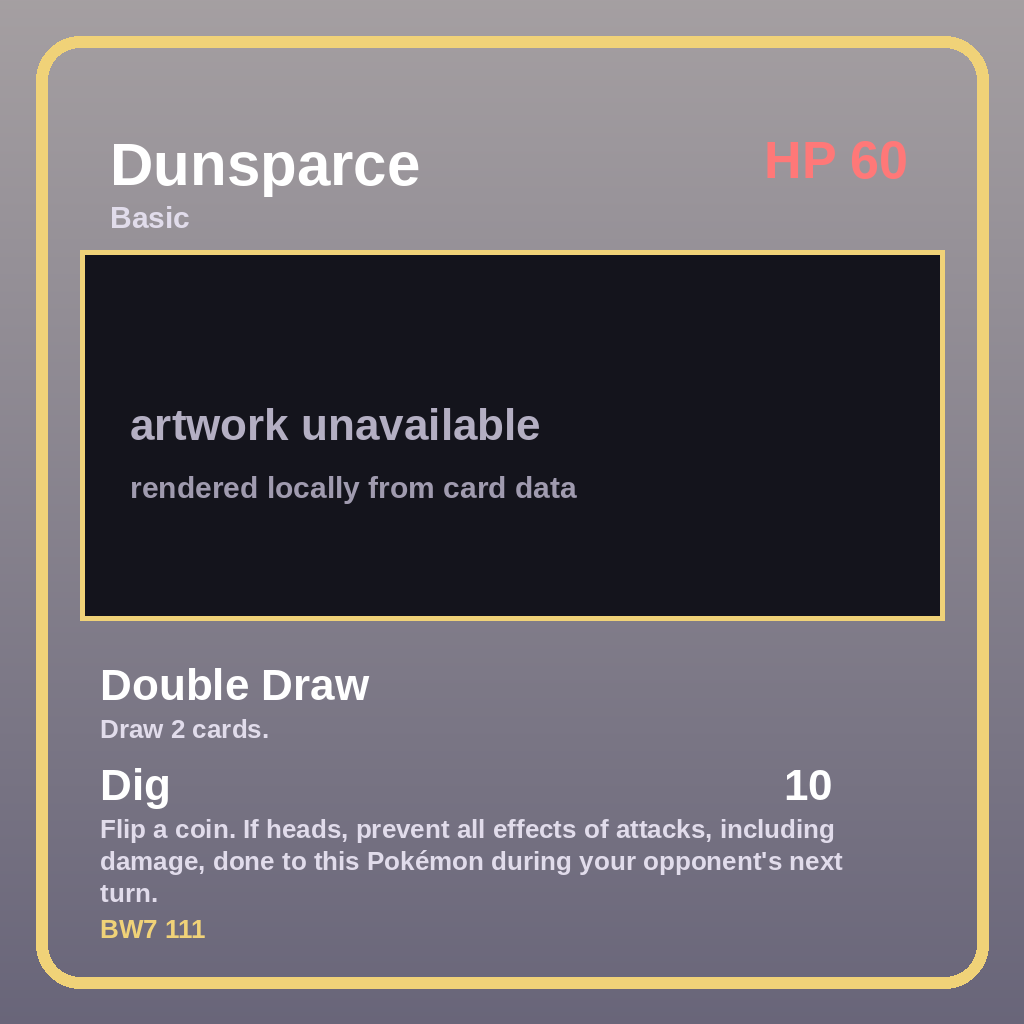 Dunsparce
HP 60
Basic
artwork unavailable
rendered locally from card data
Double Draw
Draw 2 cards.
Dig 10
Flip a coin. If heads, prevent all effects of attacks, including
damage, done to this Pokémon during your opponent's next
turn.
BW7 111